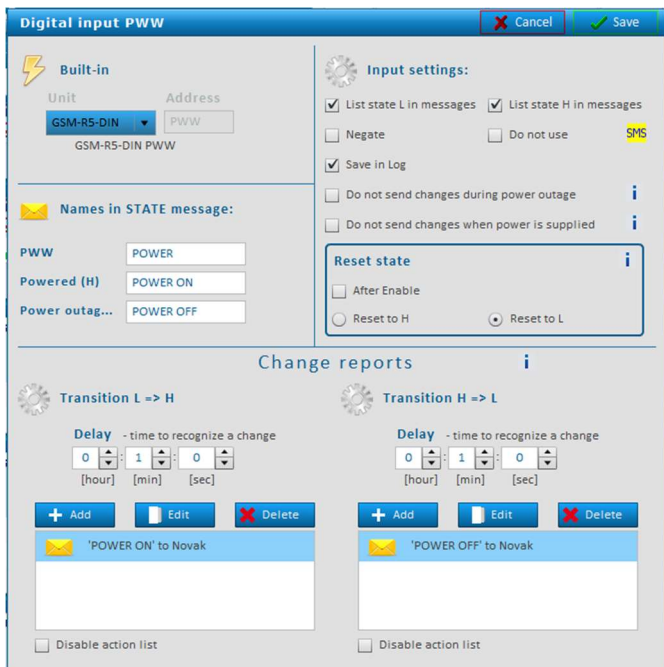 Digital input PWW
Cancel
Save
Built-in
Unit Address
GSM-R5-DIN PWW
GSM-R5-DIN PWW
Names in STATE message:
PWW POWER
Powered (H) POWER ON
Power outag... POWER OFF
Input settings:
List state L in messages List state H in messages
Negate Do not use SMS
Save in Log
Do not send changes during power outage i
Do not send changes when power is supplied i
Reset state i
After Enable
Reset to H Reset to L
Change reports i
Transition L => H
Delay - time to recognize a change
0 : 1 : 0
[hour] [min] [sec]
Add Edit Delete
'POWER ON' to Novak
Disable action list
Transition H => L
Delay - time to recognize a change
0 : 1 : 0
[hour] [min] [sec]
Add Edit Delete
'POWER OFF' to Novak
Disable action list